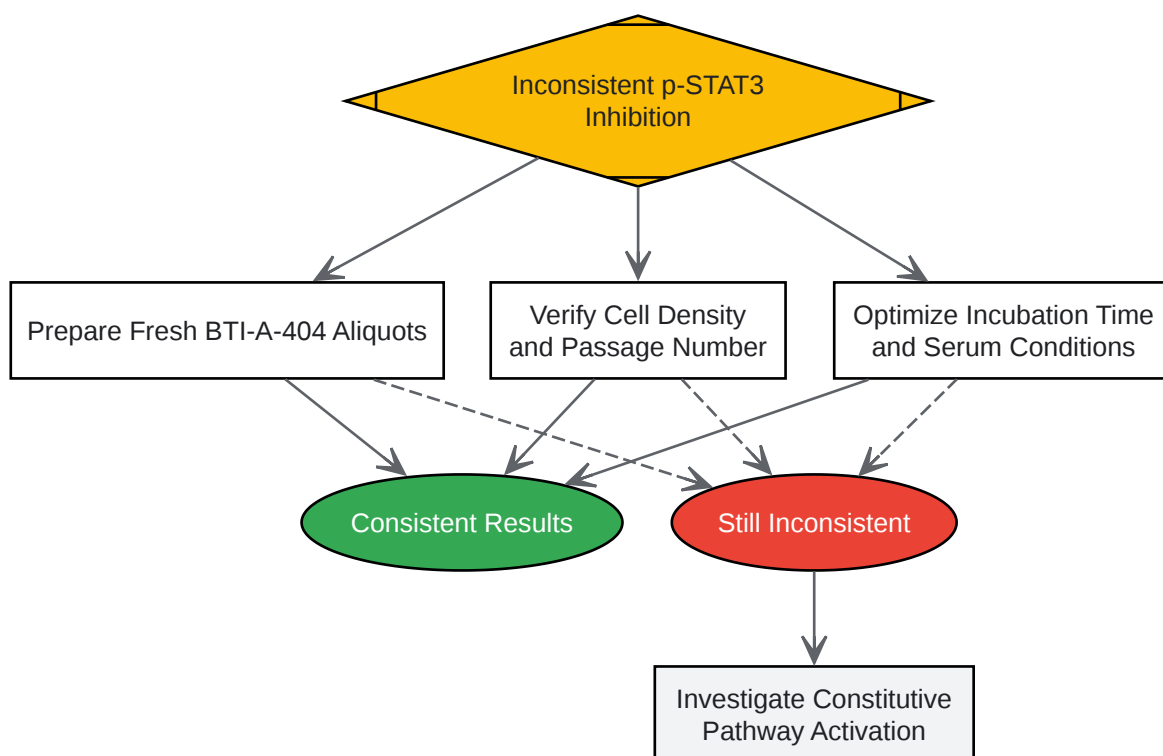 Inconsistent p-STAT3
Inhibition
Prepare Fresh BTI-A-404 Aliquots
Verify Cell Density
and Passage Number
Optimize Incubation Time
and Serum Conditions
Consistent Results
Still Inconsistent
Investigate Constitutive
Pathway Activation